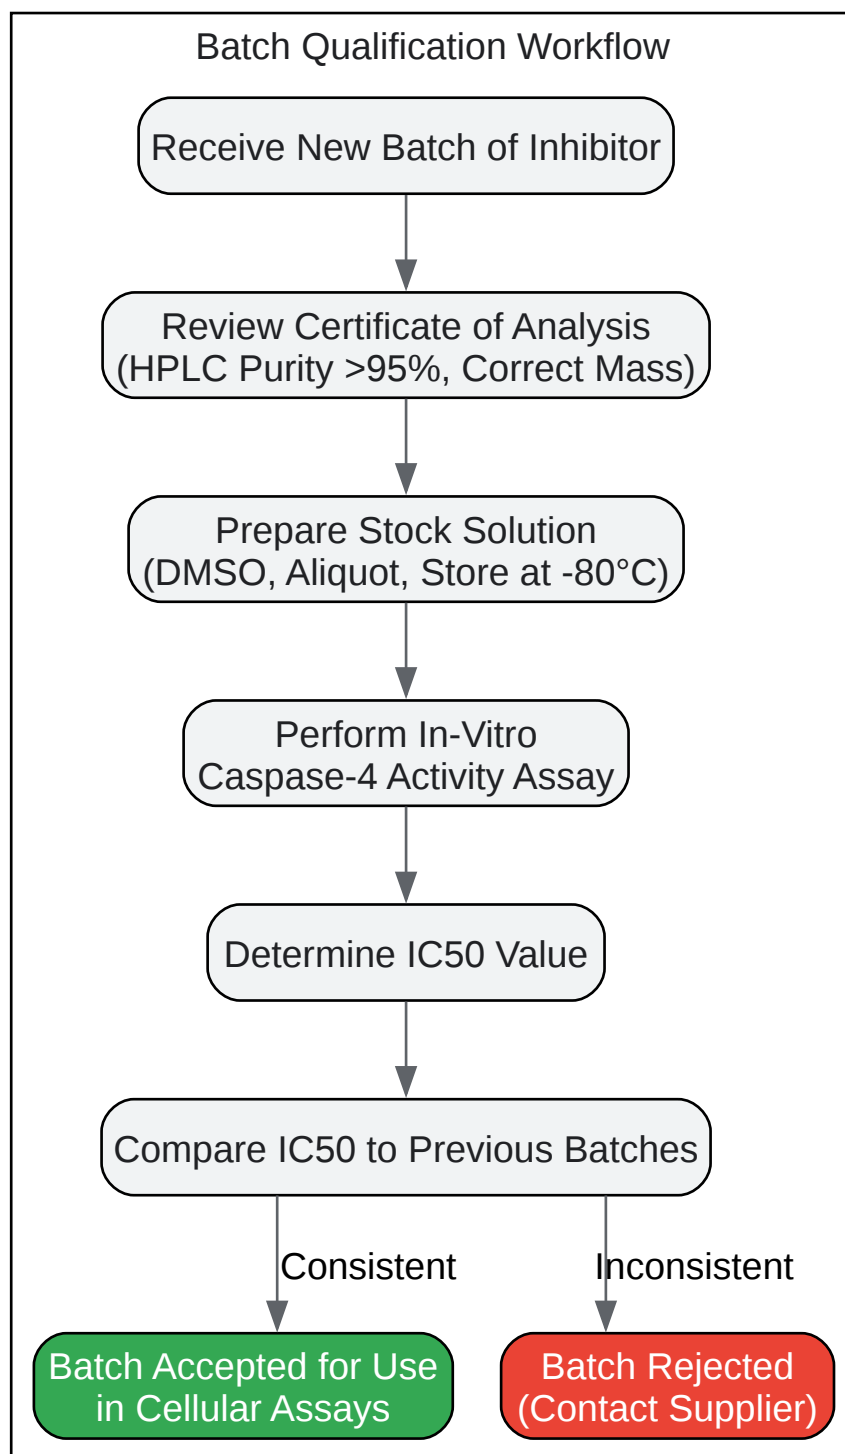 Batch Qualification Workflow
Receive New Batch of Inhibitor
Review Certificate of Analysis
(HPLC Purity >95%, Correct Mass)
Prepare Stock Solution
(DMSO, Aliquot, Store at -80°C)
Perform In-Vitro
Caspase-4 Activity Assay
Determine IC50 Value
Compare IC50 to Previous Batches
Consistent
Inconsistent
Batch Accepted for Use
in Cellular Assays
Batch Rejected
(Contact Supplier)